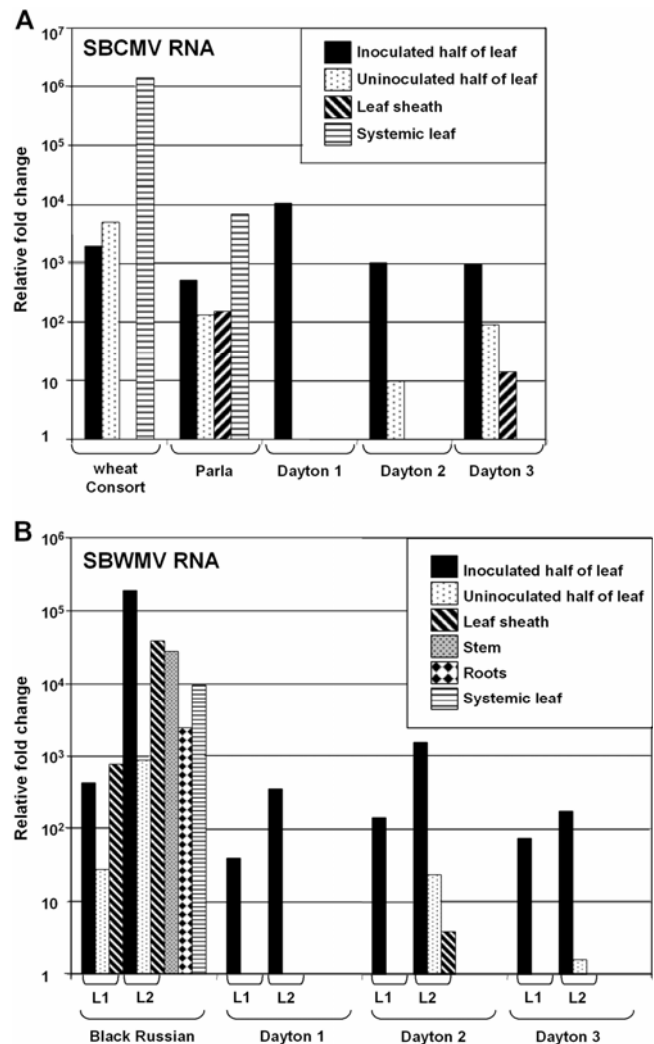 A
SBCMV RNA
Inoculated half of leaf
Uninoculated half of leaf
Leaf sheath
Systemic leaf
Relative fold change
10⁷
10⁶
10⁵
10⁴
10³
10²
10
1
wheat Consort
Parla
Dayton 1
Dayton 2
Dayton 3
B
SBWMV RNA
Inoculated half of leaf
Uninoculated half of leaf
Leaf sheath
Stem
Roots
Systemic leaf
Relative fold change
10⁶
10⁵
10⁴
10³
10²
10
1
L1 L2 L1 L2 L1 L2 L1 L2
Black Russian
Dayton 1
Dayton 2
Dayton 3